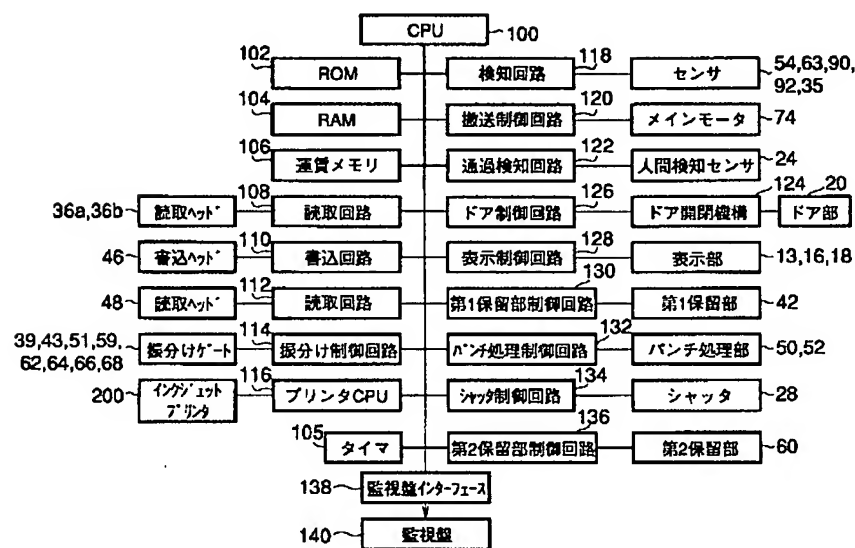 CPU 100
102 ROM 検知回路 118 センサ 54,63,90,
92,35
104 RAM 搬送制御回路 120 メインモータ 74
106 運賃メモリ 通過検知回路 122 人間検知センサ 24
36a,36b 読取ヘッド 108 読取回路 ドア制御回路 126 ドア開閉機構 124 ドア部 20
46 書込ヘッド 110 書込回路 表示制御回路 128 表示部 13,16,18
48 読取ヘッド 112 読取回路 第1保留部制御回路 130 第1保留部 42
39,43,51,59,
62,64,66,68 振分けゲート 114 振分け制御回路 パンチ処理制御回路 132 パンチ処理部 50,52
200 インクジェット
プリンタ 116 プリンタCPU シャッタ制御回路 134 シャッタ 28
105 タイマ 第2保留部制御回路 136 第2保留部 60
138 監視盤インターフェース
140 監視盤